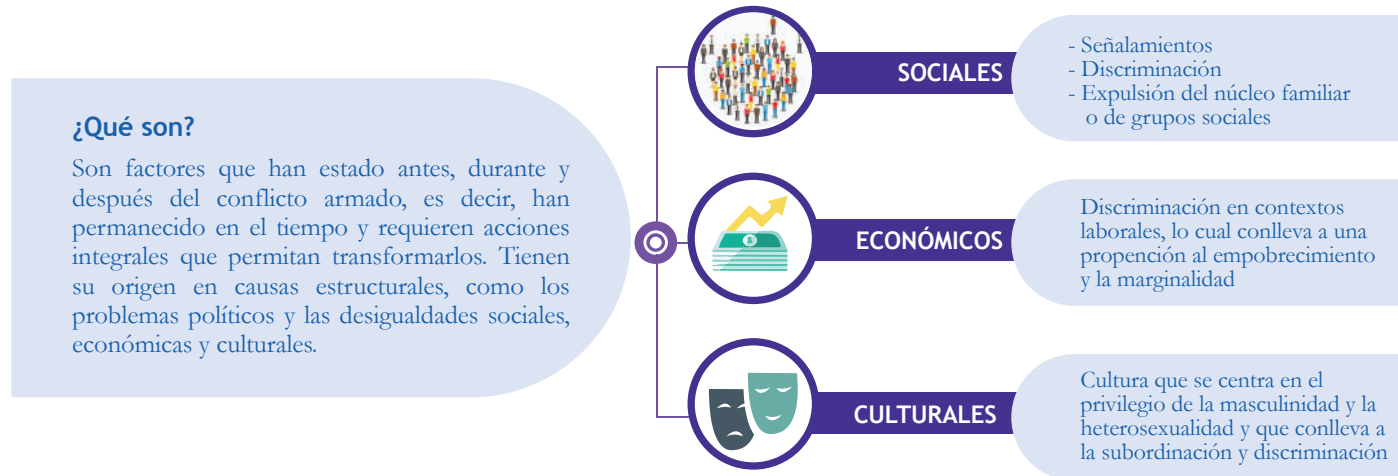 ¿Qué son?
Son factores que han estado antes, durante y
después del conflicto armado, es decir, han
permanecido en el tiempo y requieren acciones
integrales que permitan transformarlos. Tienen
su origen en causas estructurales, como los
problemas políticos y las desigualdades sociales,
económicas y culturales.
SOCIALES
- Señalamientos
- Discriminación
- Expulsión del núcleo familiar
o de grupos sociales
ECONÓMICOS
Discriminación en contextos
laborales, lo cual conlleva a una
propención al empobrecimiento
y la marginalidad
CULTURALES
Cultura que se centra en el
privilegio de la masculinidad y la
heterosexualidad y que conlleva a
la subordinación y discriminación